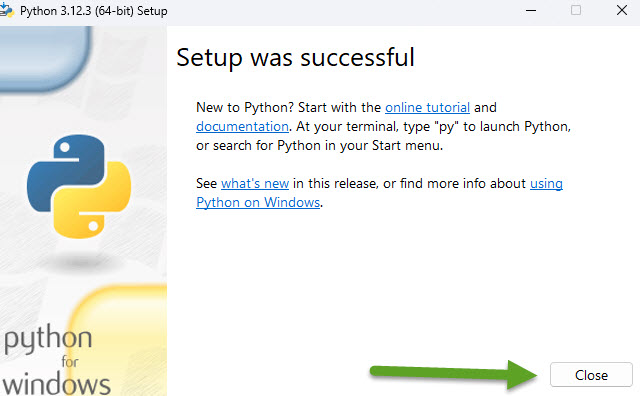 Python 3.12.3 (64-bit) Setup
Setup was successful
New to Python? Start with the online tutorial and
documentation. At your terminal, type "py" to launch Python,
or search for Python in your Start menu.
See what's new in this release, or find more info about using
Python on Windows.
python
for
windows
Close